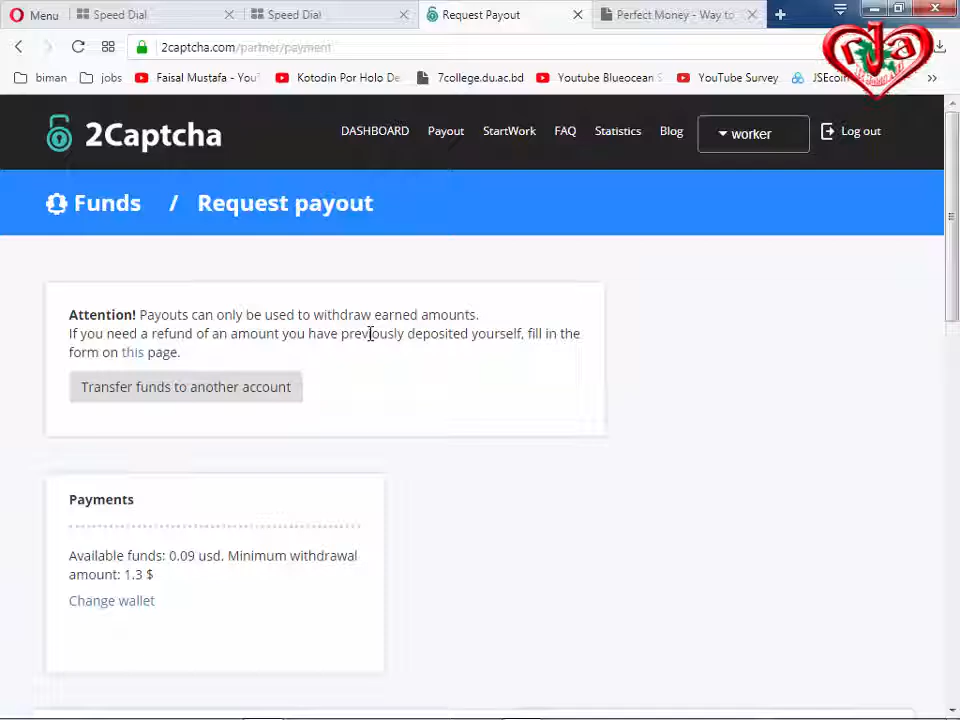 Menu
Speed Dial
Speed Dial
Request Payout
Perfect Money - Way to
2captcha.com/partner/payment
biman
jobs
Faisal Mustafa - You
Kotodin Por Holo De
7college.du.ac.bd
Youtube Blueocean S
YouTube Survey
JSEcoin
2Captcha
DASHBOARD
Payout
StartWork
FAQ
Statistics
Blog
worker
Log out
Funds / Request payout
Attention! Payouts can only be used to withdraw earned amounts.
If you need a refund of an amount you have previously deposited yourself, fill in the
form on this page.
Transfer funds to another account
Payments
Available funds: 0.09 usd. Minimum withdrawal
amount: 1.3 $
Change wallet